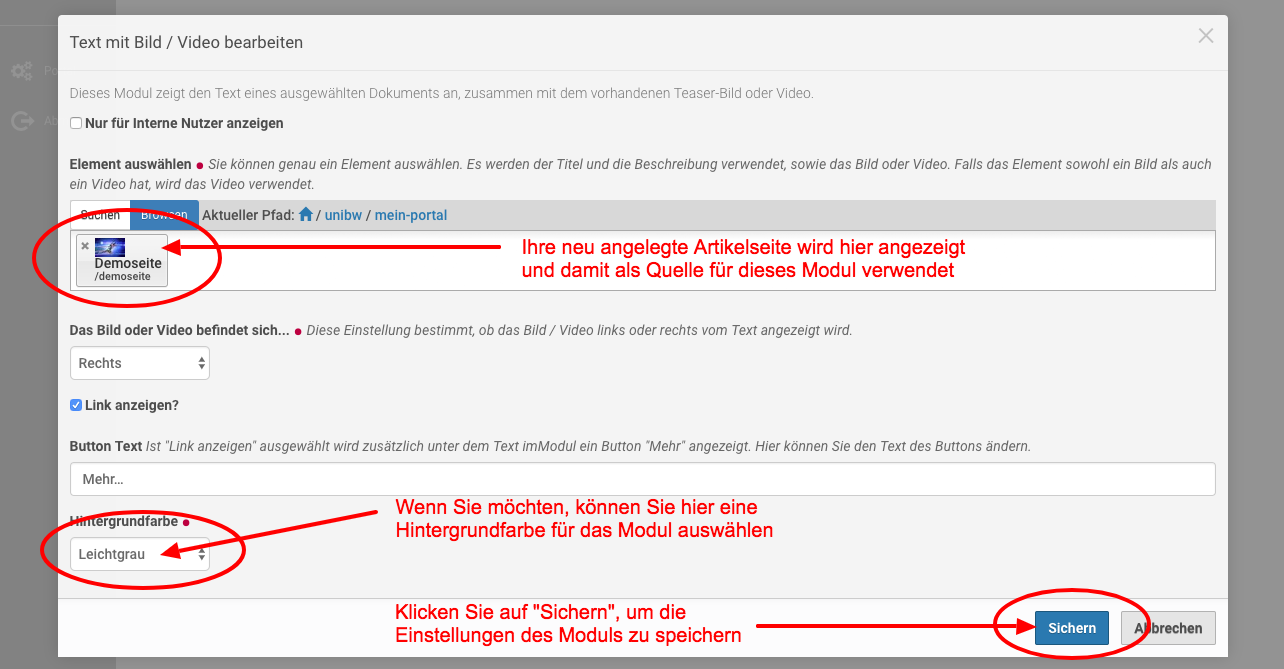 Text mit Bild / Video bearbeiten
Dieses Modul zeigt den Text eines ausgewählten Dokuments an, zusammen mit dem vorhandenen Teaser-Bild oder Video.
Nur für Interne Nutzer anzeigen
Element auswählen Sie können genau ein Element auswählen. Es werden der Titel und die Beschreibung verwendet, sowie das Bild oder Video. Falls das Element sowohl ein Bild als auch
ein Video hat, wird das Video verwendet.
Suchen Browsen Aktueller Pfad: / unibw / mein-portal
Demoseite
/demoseite
Ihre neu angelegte Artikelseite wird hier angezeigt
und damit als Quelle für dieses Modul verwendet
Das Bild oder Video befindet sich... Diese Einstellung bestimmt, ob das Bild / Video links oder rechts vom Text angezeigt wird.
Rechts
Link anzeigen?
Button Text Ist "Link anzeigen" ausgewählt wird zusätzlich unter dem Text imModul ein Button "Mehr" angezeigt. Hier können Sie den Text des Buttons ändern.
Mehr...
Wenn Sie möchten, können Sie hier eine
Hintergrundfarbe für das Modul auswählen
Hintergrundfarbe
Leichtgrau
Klicken Sie auf "Sichern", um die
Einstellungen des Moduls zu speichern
Sichern Abbrechen